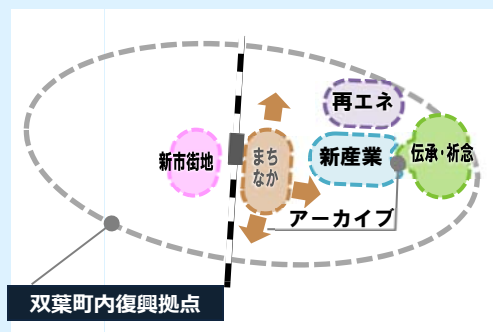 再エネ
新市街地
まち
なか
新産業
伝承・祈念
アーカイブ
双葉町内復興拠点